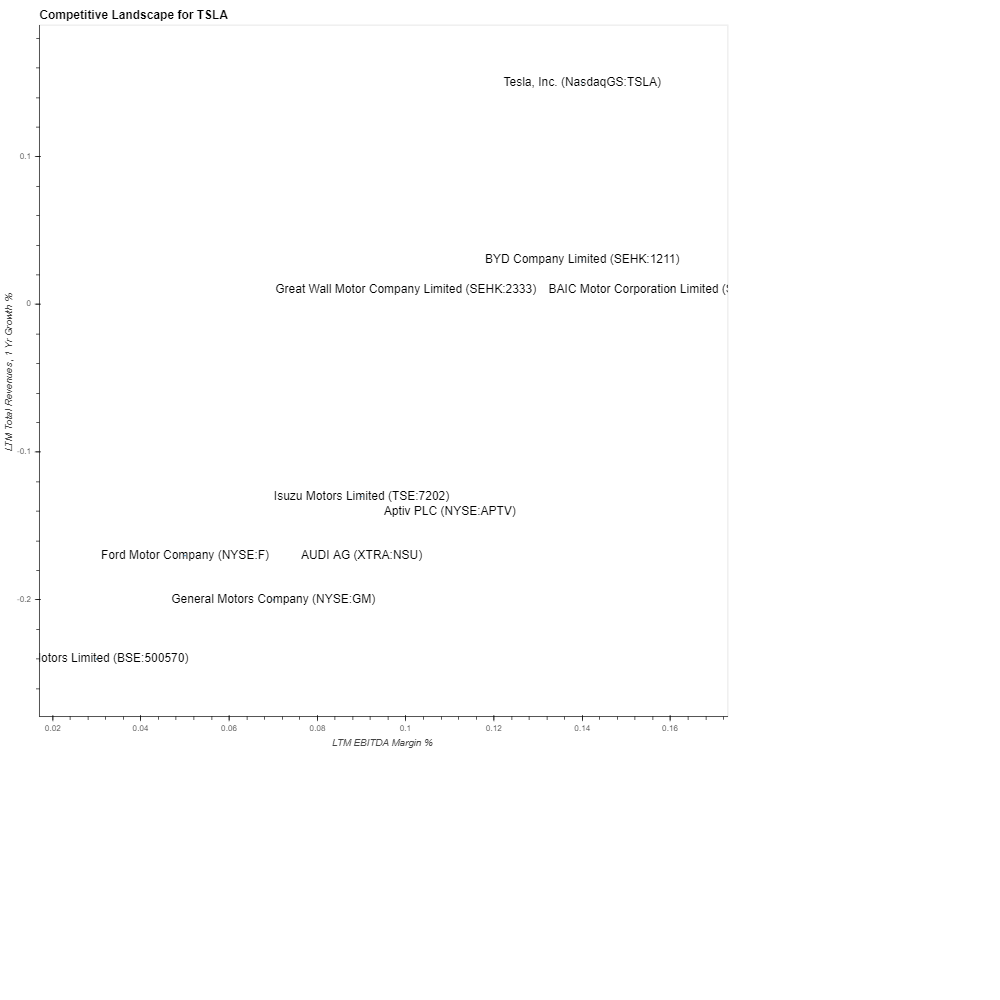 Competitive Landscape for TSLA
Tesla, Inc. (NasdaqGS:TSLA)
0.1
BYD Company Limited (SEHK:1211)
Great Wall Motor Company Limited (SEHK:2333) BAIC Motor Corporation Limited (
0
LTM Total Revenues, 1 Yr Growth %
-0.1
Isuzu Motors Limited (TSE:7202)
Aptiv PLC (NYSE:APTV)
Ford Motor Company (NYSE:F) AUDI AG (XTRA:NSU)
-0.2 General Motors Company (NYSE:GM)
otors Limited (BSE:500570)
0.02 0.04 0.06 0.08 0.1 0.12 0.14 0.16
LTM EBITDA Margin %